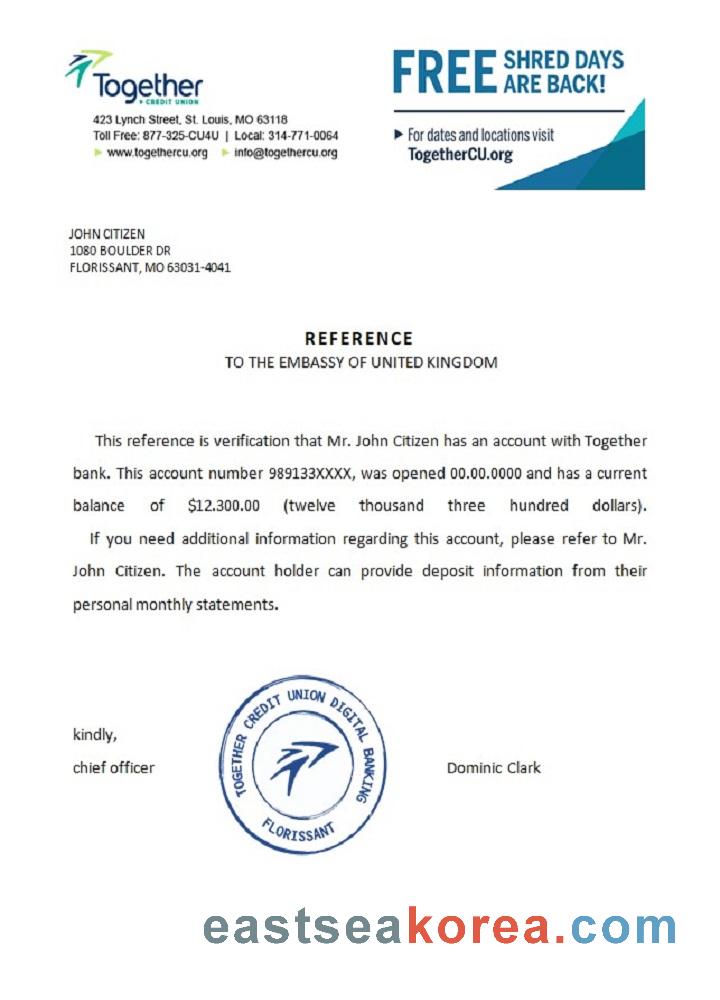 Together
CREDIT UNION
423 Lynch Street, St. Louis, MO 63118
Toll Free: 877-325-CU4U | Local: 314-771-0064
www.togethercu.org info@togethercu.org
FREE SHRED DAYS
ARE BACK!
For dates and locations visit
TogetherCU.org
JOHN CITIZEN
1080 BOULDER DR
FLORISSANT, MO 63031-4041
REFERENCE
TO THE EMBASSY OF UNITED KINGDOM
This reference is verification that Mr. John Citizen has an account with Together
bank. This account number 989133XXXX, was opened 00.00.0000 and has a current
balance of $12.300.00 (twelve thousand three hundred dollars).
If you need additional information regarding this account, please refer to Mr.
John Citizen. The account holder can provide deposit information from their
personal monthly statements.
kindly,
chief officer
TOGETHER CREDIT UNION DIGITAL BANKING
FLORISSANT
Dominic Clark
eastseakorea.com